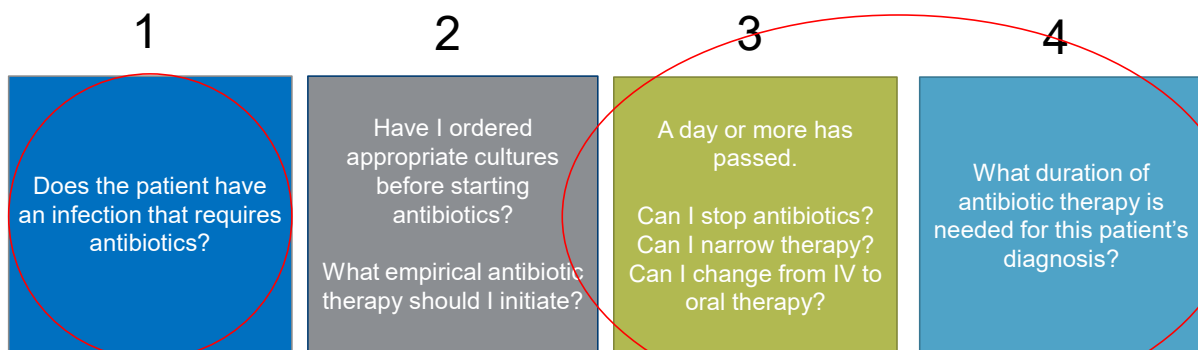 1
Does the patient have
an infection that requires
antibiotics?
2
Have I ordered
appropriate cultures
before starting
antibiotics?
What empirical antibiotic
therapy should I initiate?
3
A day or more has
passed.
Can I stop antibiotics?
Can I narrow therapy?
Can I change from IV to
oral therapy?
4
What duration of
antibiotic therapy is
needed for this patient’s
diagnosis?